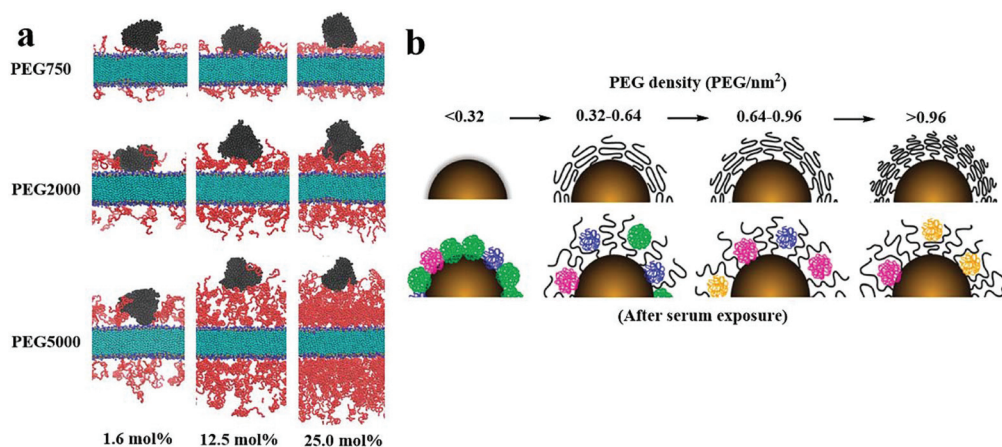 a
PEG750
PEG2000
PEG5000
1.6 mol%
12.5 mol%
25.0 mol%
b
PEG density (PEG/nm²)
<0.32
0.32-0.64
0.64-0.96
>0.96
(After serum exposure)